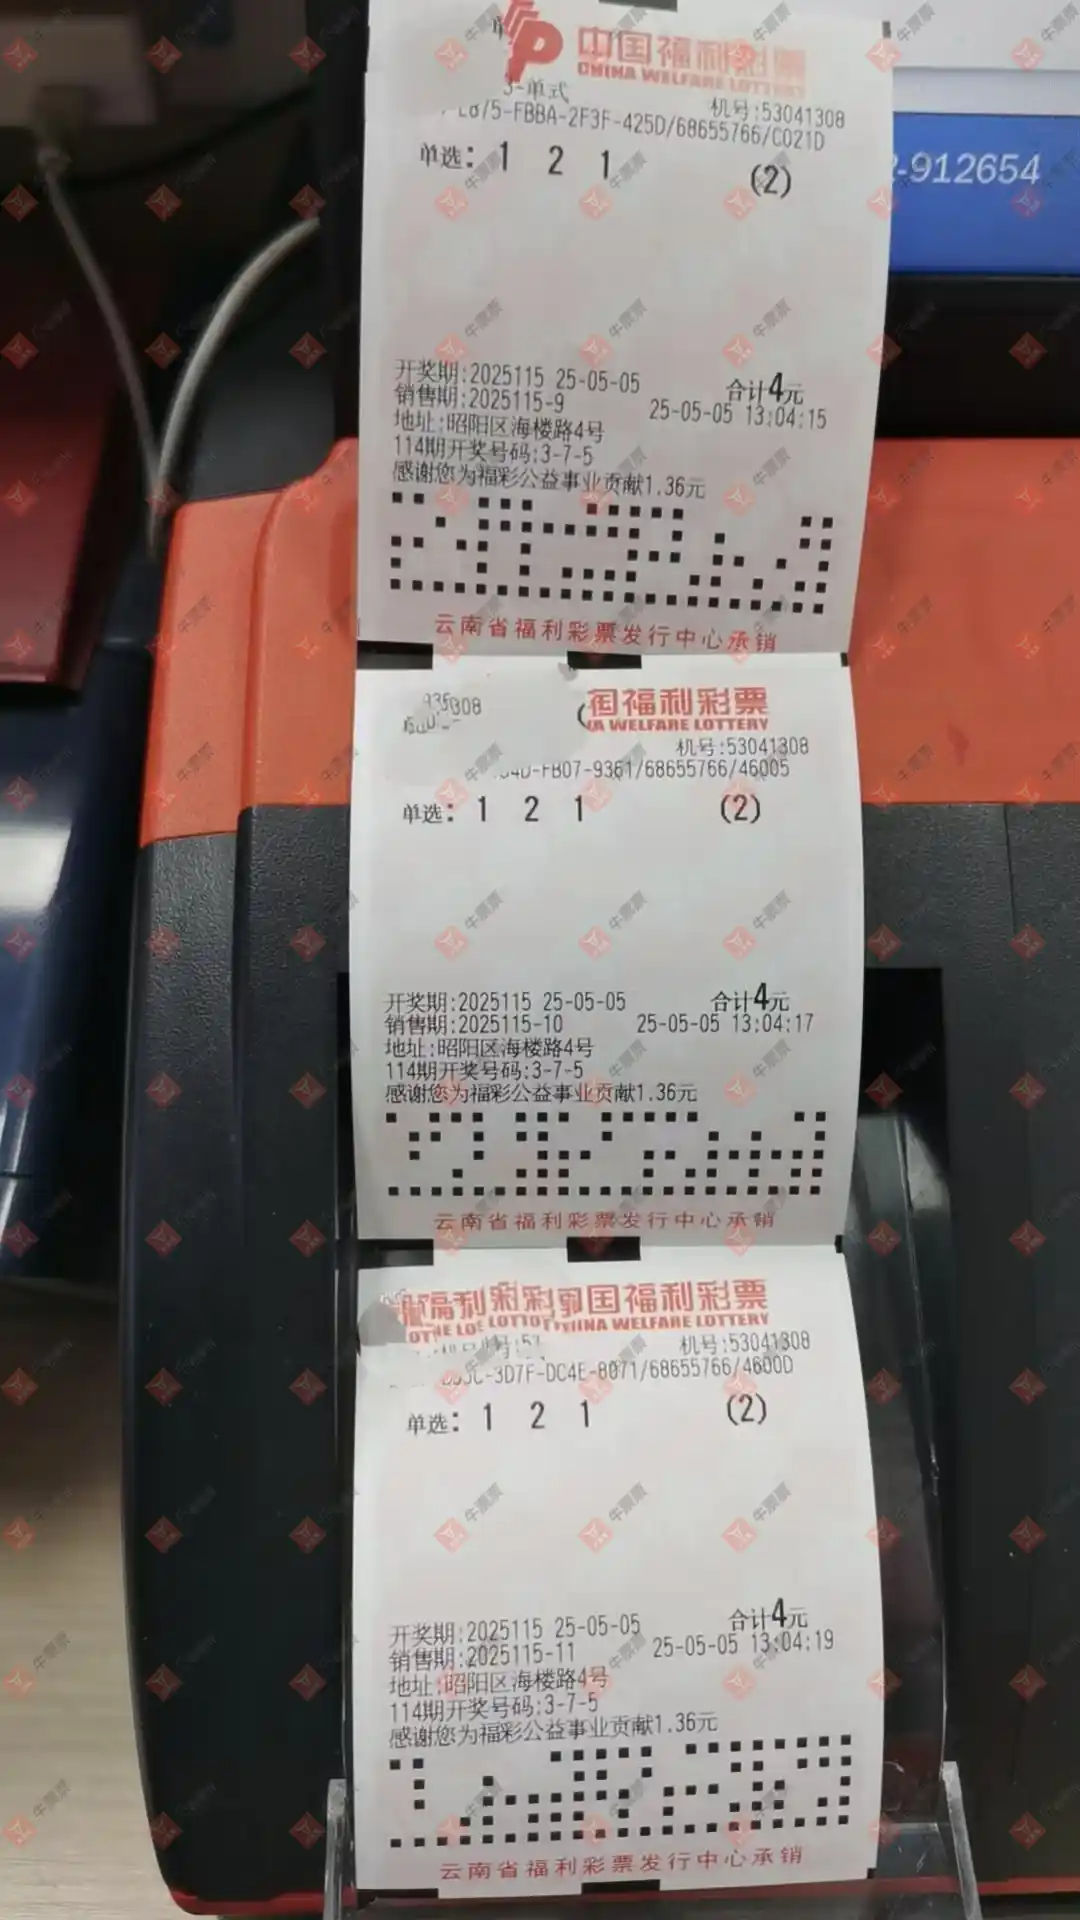 中国福利彩票
CHINA WELFARE LOTTERY
3-单式
机号:53041308
5-FBBA-2F3F-425D/68655766/C021D
-912654
单选: 1 2 1 (2)
开奖期:2025115 25-05-05 合计4元
销售期:2025115-9 25-05-05 13:04:15
地址:昭阳区海楼路4号
114期开奖号码:3-7-5
感谢您为福彩公益事业贡献1.36元
云南省福利彩票发行中心承销
国福利彩票
WELFARE LOTTERY
机号:53041308
-FB07-9361/68655766/46005
单选: 1 2 1 (2)
开奖期:2025115 25-05-05 合计4元
销售期:2025115-10 25-05-05 13:04:17
地址:昭阳区海楼路4号
114期开奖号码:3-7-5
感谢您为福彩公益事业贡献1.36元
云南省福利彩票发行中心承销
国福利彩票
WELFARE LOTTERY
机号:53041308
-3D7F-DC4E-8071/68655766/4600D
单选: 1 2 1 (2)
开奖期:2025115 25-05-05 合计4元
销售期:2025115-11 25-05-05 13:04:19
地址:昭阳区海楼路4号
114期开奖号码:3-7-5
感谢您为福彩公益事业贡献1.36元
云南省福利彩票发行中心承销
牛票票